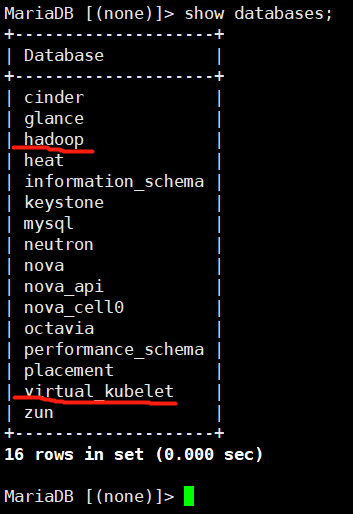 MariaDB [(none)]> show databases;
+--------------------+
| Database           |
+--------------------+
| cinder             |
| glance             |
| hadoop             |
| heat               |
| information_schema |
| keystone           |
| mysql              |
| neutron            |
| nova               |
| nova_api           |
| nova_cell0         |
| octavia            |
| performance_schema |
| placement          |
| virtual_kubelet    |
| zun                |
+--------------------+
16 rows in set (0.000 sec)
MariaDB [(none)]>